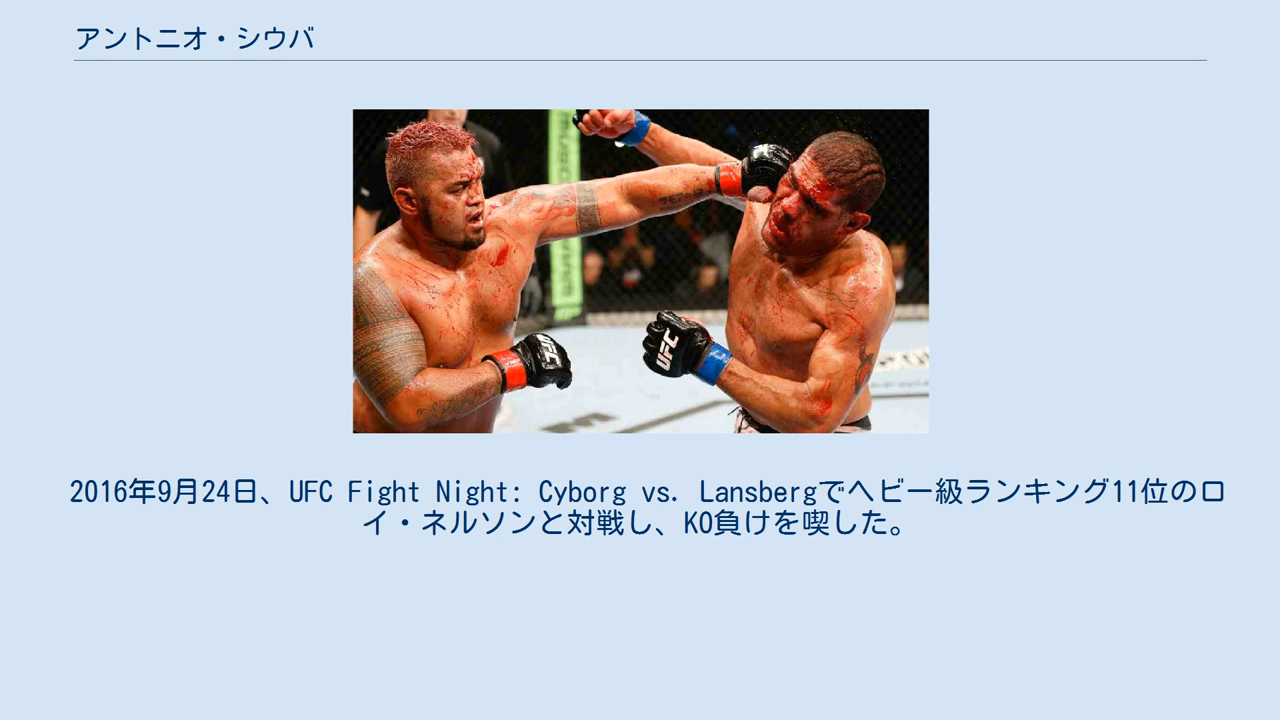 アントニオ・シウバ
UFC
UFC
2016年9月24日、UFC Fight Night: Cyborg vs. Lansbergでヘビー級ランキング11位のロ
イ・ネルソンと対戦し、KO負けを喫した。